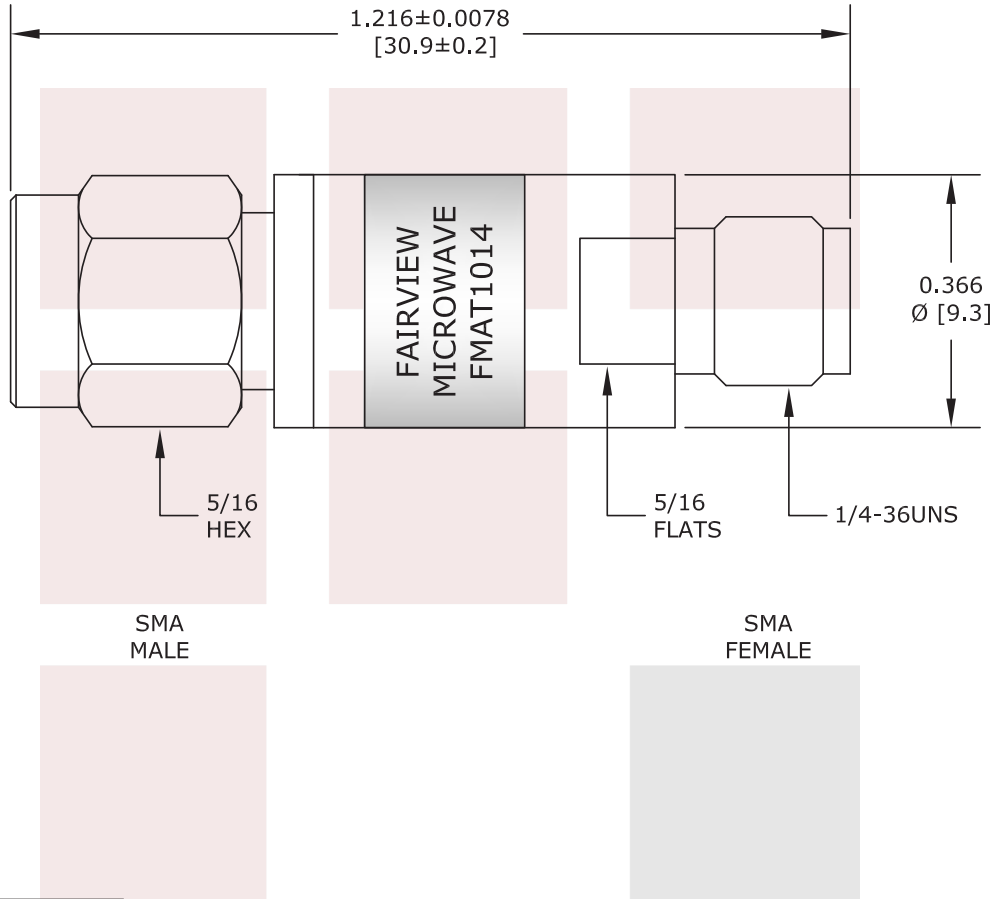 1.216±0.0078
[30.9±0.2]
FAIRVIEW
MICROWAVE
FMAT1014
0.366
Ø [9.3]
5/16
HEX
5/16
FLATS
1/4-36UNS
SMA
MALE
SMA
FEMALE